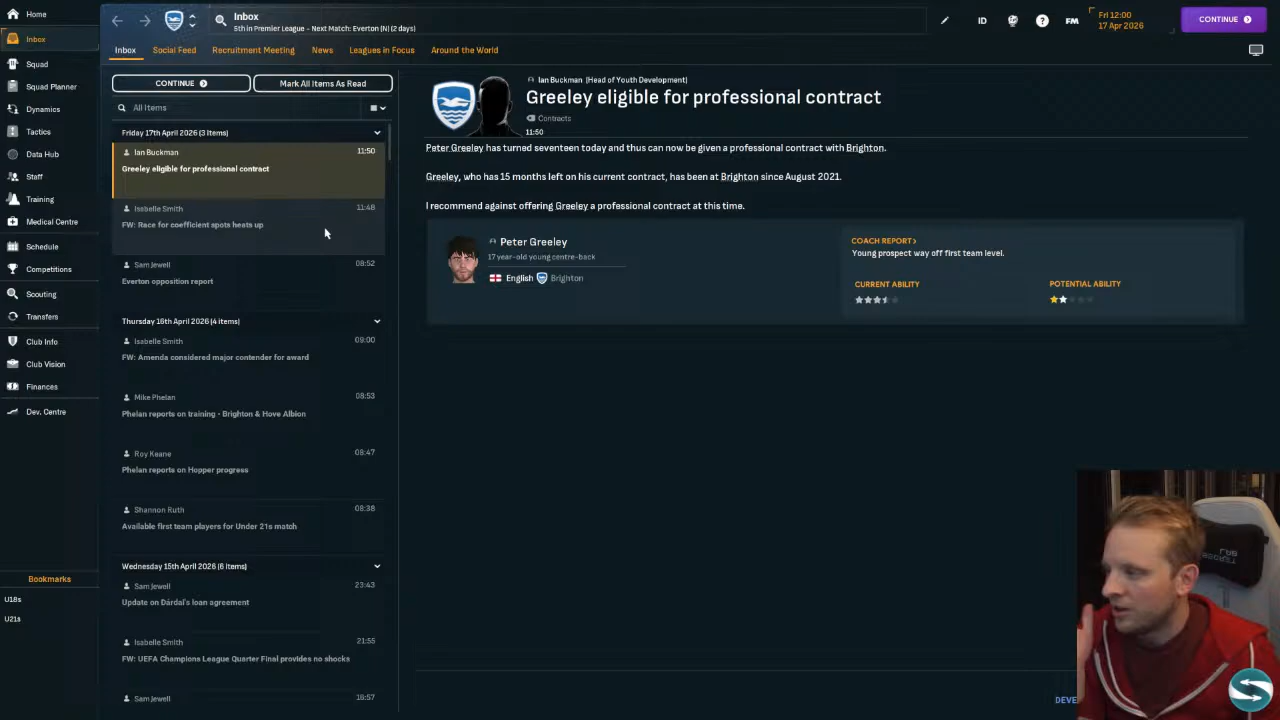 Home
Inbox
Squad
Squad Planner
Dynamics
Tactics
Data Hub
Staff
Training
Medical Centre
Schedule
Competitions
Scouting
Transfers
Club Info
Club Vision
Finances
Dev. Centre
Bookmarks
U18s
U21s
Inbox
5th in Premier League - Next Match: Everton (N) (2 days)
ID
FM
Fri 12:00
17 Apr 2026
CONTINUE
Inbox
Social Feed
Recruitment Meeting
News
Leagues in Focus
Around the World
CONTINUE
Mark All Items As Read
All Items
Friday 17th April 2026 (3 items)
Ian Buckman 11:50
Greeley eligible for professional contract
Isabelle Smith 11:48
FW: Race for coefficient spots heats up
Sam Jewell 08:52
Everton opposition report
Thursday 16th April 2026 (4 items)
Isabelle Smith 09:00
FW: Amenda considered major contender for award
Mike Phelan 08:53
Phelan reports on training - Brighton & Hove Albion
Roy Keane 08:47
Phelan reports on Hopper progress
Shannon Ruth 08:38
Available first team players for Under 21s match
Wednesday 15th April 2026 (6 items)
Sam Jewell 23:43
Update on Dárdai's loan agreement
Isabelle Smith 21:55
FW: UEFA Champions League Quarter Final provides no shocks
Sam Jewell 18:57
Ian Buckman (Head of Youth Development)
Greeley eligible for professional contract
Contracts
11:50
Peter Greeley has turned seventeen today and thus can now be given a professional contract with Brighton.
Greeley, who has 15 months left on his current contract, has been at Brighton since August 2021.
I recommend against offering Greeley a professional contract at this time.
Peter Greeley
17 year-old young centre-back
English Brighton
COACH REPORT >
Young prospect way off first team level.
CURRENT ABILITY
POTENTIAL ABILITY
DEVE